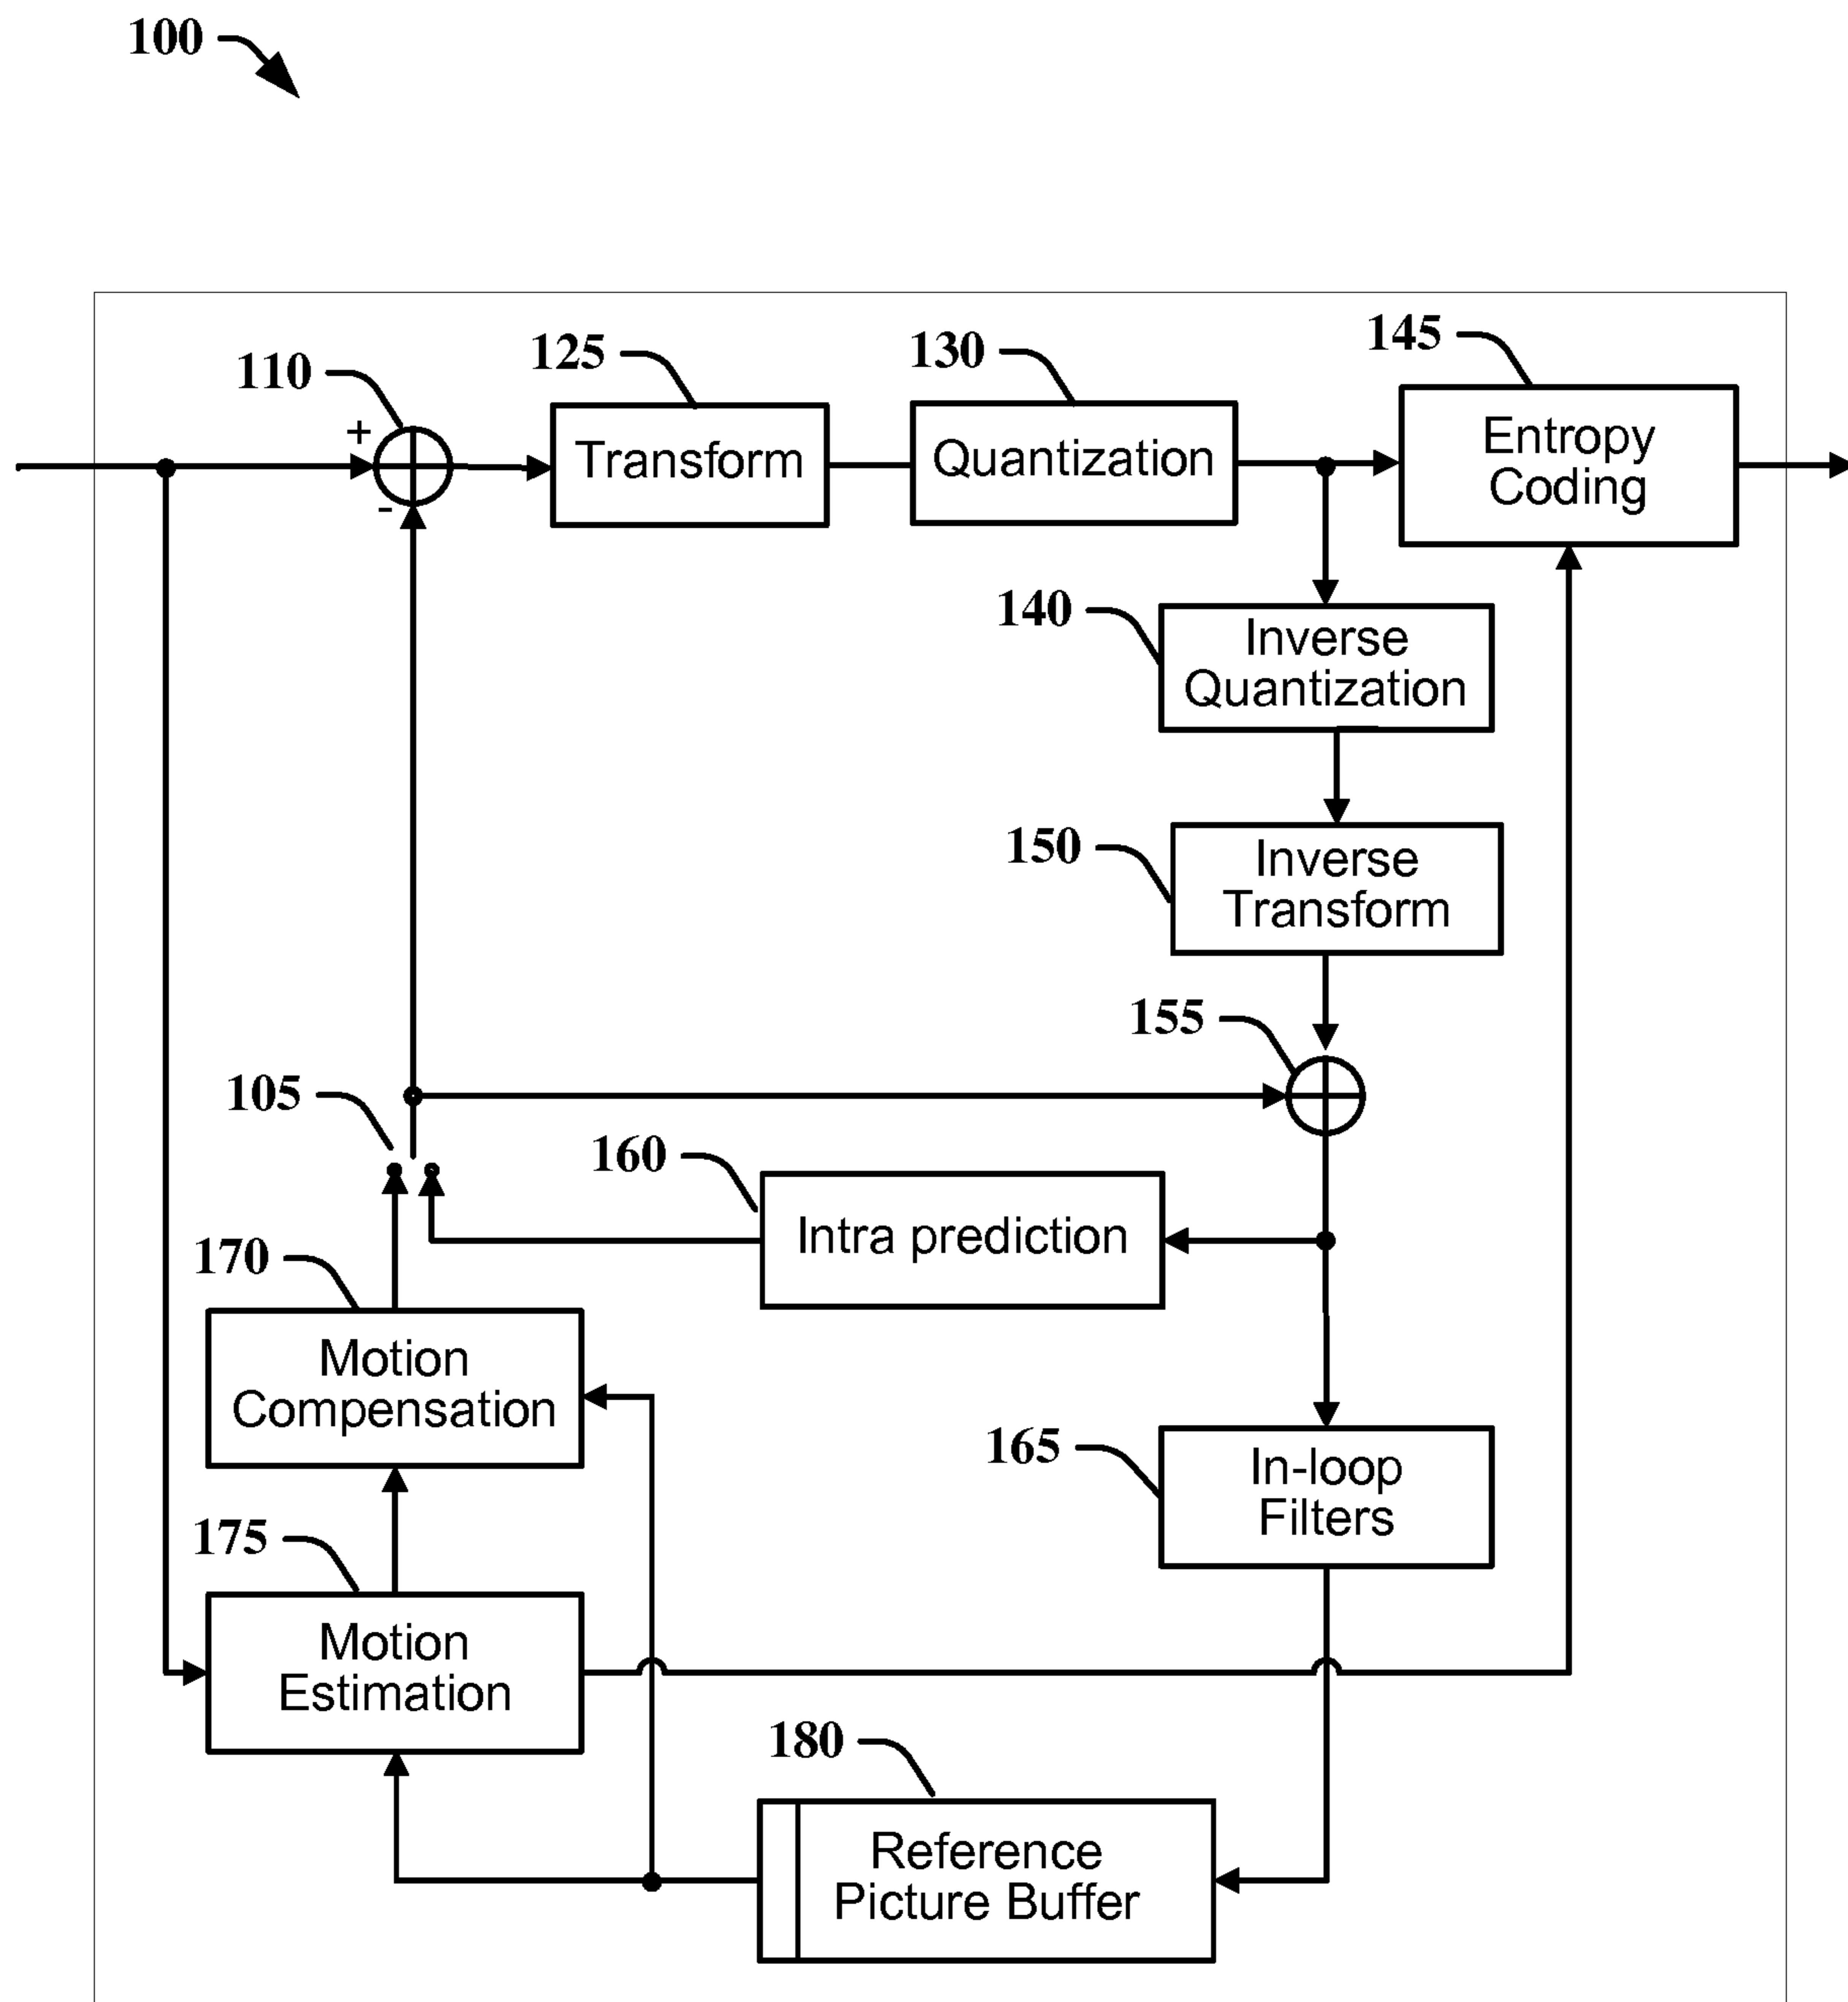 100
110
125
130
145
+
-
Transform
Quantization
Entropy
Coding
140
Inverse
Quantization
150
Inverse
Transform
155
105
160
Intra prediction
170
Motion
Compensation
165
In-loop
Filters
175
Motion
Estimation
180
Reference
Picture Buffer